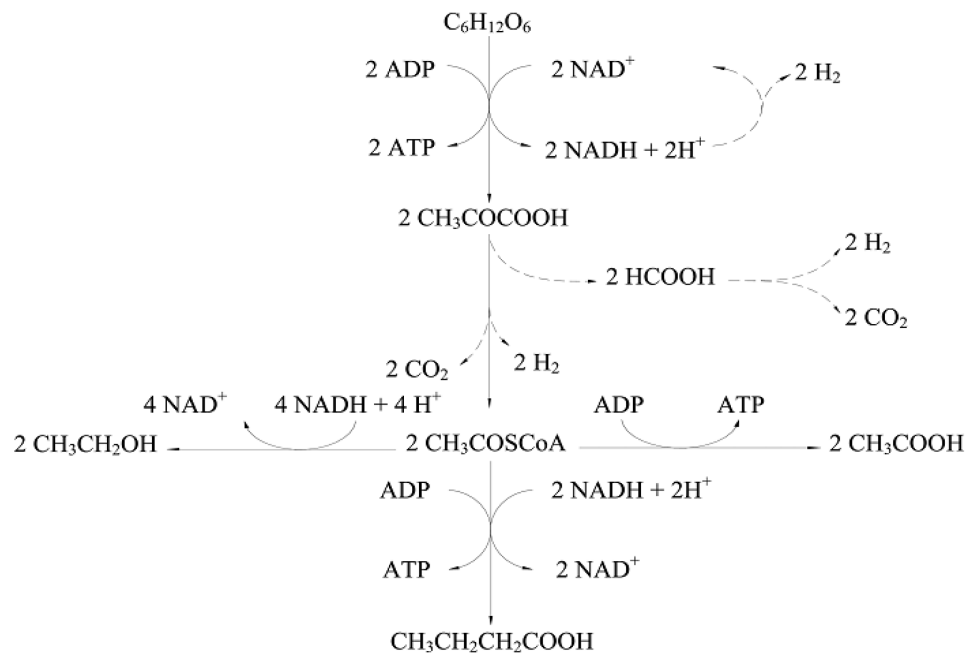 C₆H₁₂O₆
2 ADP
2 NAD⁺
2 H₂
2 ATP
2 NADH + 2H⁺
2 CH₃COCOOH
2 H₂
2 HCOOH
2 CO₂
2 CO₂
2 H₂
4 NAD⁺
4 NADH + 4 H⁺
ADP
ATP
2 CH₃CH₂OH
2 CH₃COSCoA
2 CH₃COOH
ADP
2 NADH + 2H⁺
ATP
2 NAD⁺
CH₃CH₂CH₂COOH